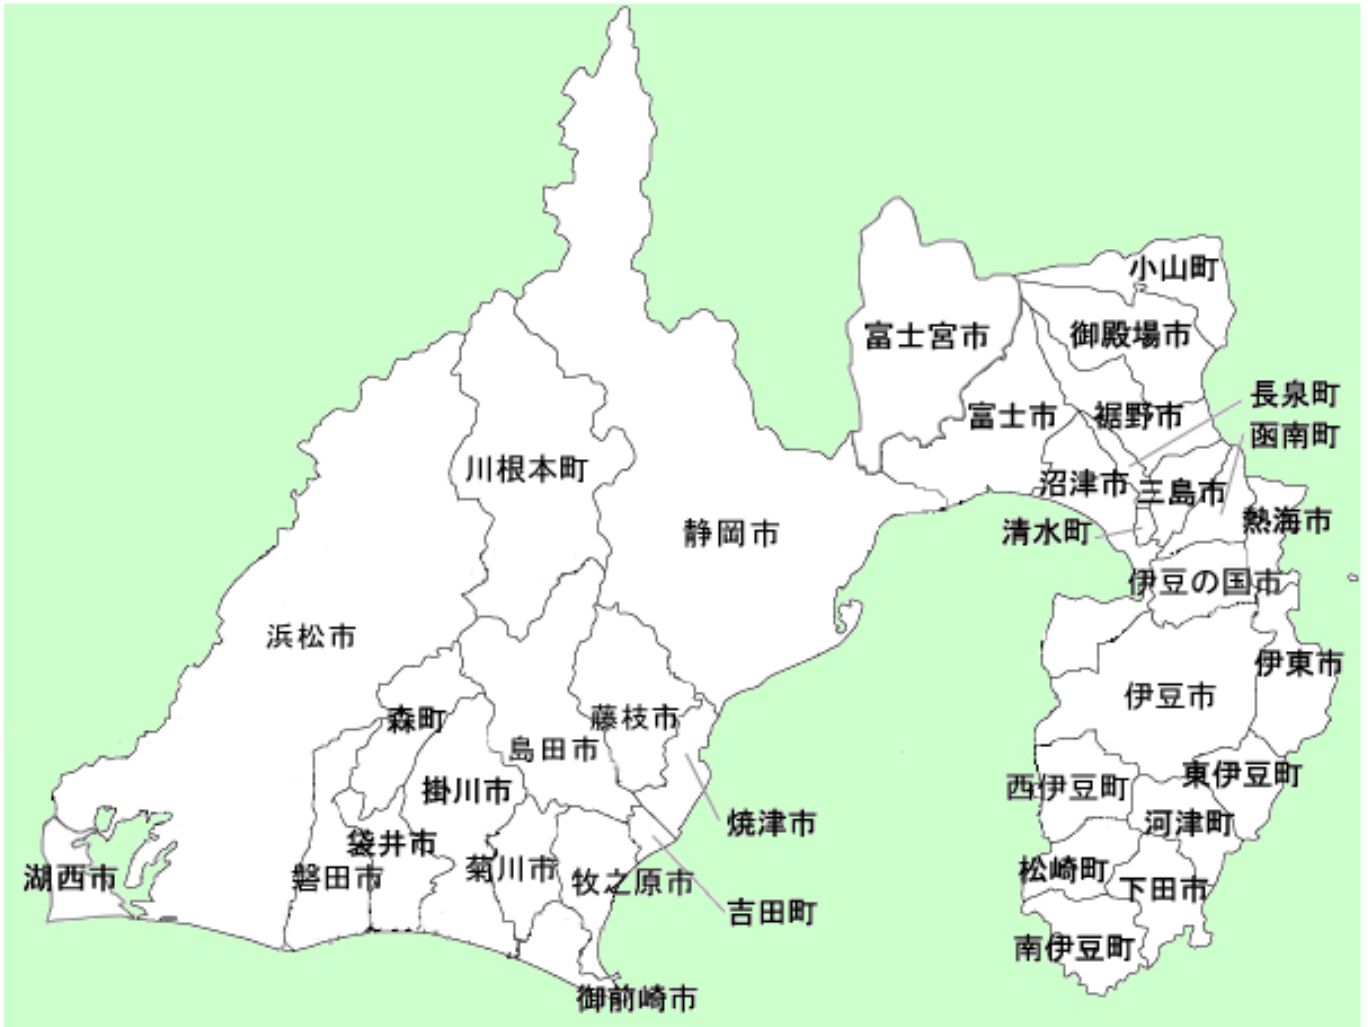 小山町
富士宮市
御殿場市
長泉町
富士市
裾野市
函南町
川根本町
沼津市
三島市
熱海市
静岡市
清水町
伊豆の国市
浜松市
伊東市
伊豆市
森町
藤枝市
島田市
東伊豆町
掛川市
西伊豆町
焼津市
河津町
袋井市
松崎町
菊川市
湖西市
磐田市
牧之原市
下田市
吉田町
南伊豆町
御前崎市